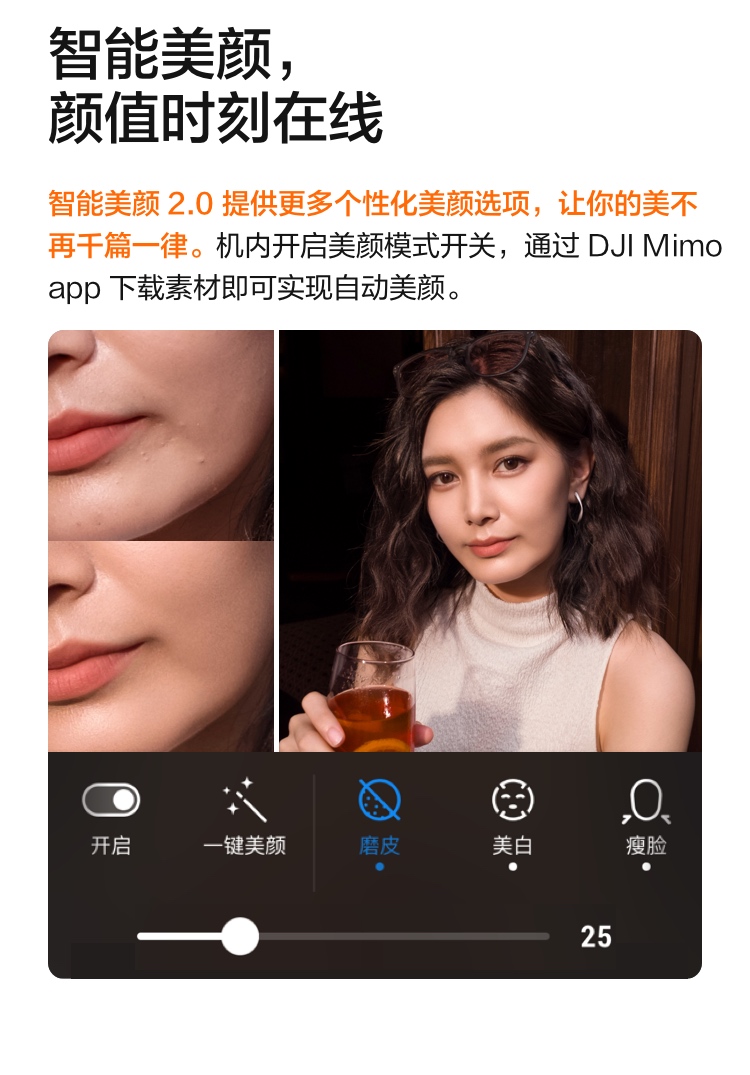 智能美颜，
颜值时刻在线
智能美颜 2.0 提供更多个性化美颜选项，让你的美不
再千篇一律。机内开启美颜模式开关，通过 DJI Mimo
app 下载素材即可实现自动美颜。
开启 一键美颜 磨皮 美白 瘦脸
25